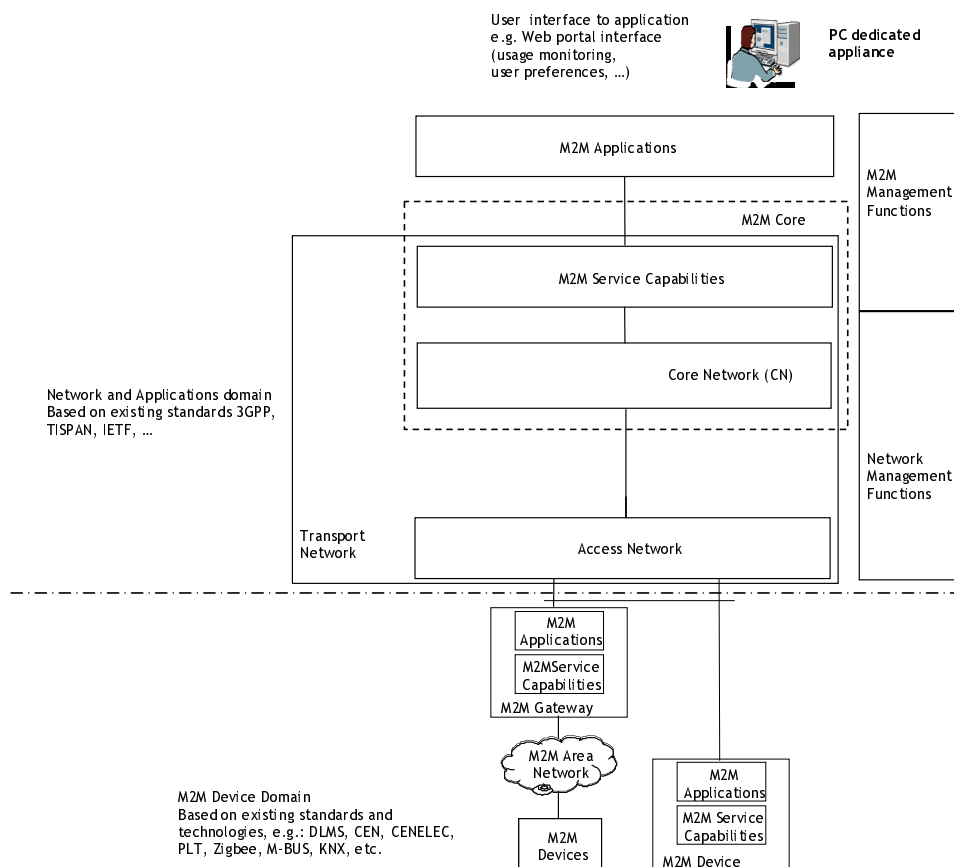 User interface to application
e.g. Web portal interface
(usage monitoring,
user preferences, …)
PC dedicated
appliance
M2M Applications
M2M
Management
Functions
M2M Core
M2M Service Capabilities
Core Network (CN)
Network and Applications domain
Based on existing standards 3GPP,
TISPAN, IETF, …
Network
Management
Functions
Transport
Network
Access Network
M2M
Applications
M2MService
Capabilities
M2M Gateway
M2M Area
Network
M2M Device Domain
Based on existing standards and
technologies, e.g.: DLMS, CEN, CENELEC,
PLT, Zigbee, M-BUS, KNX, etc.
M2M
Devices
M2M
Applications
M2M Service
Capabilities
M2M Device